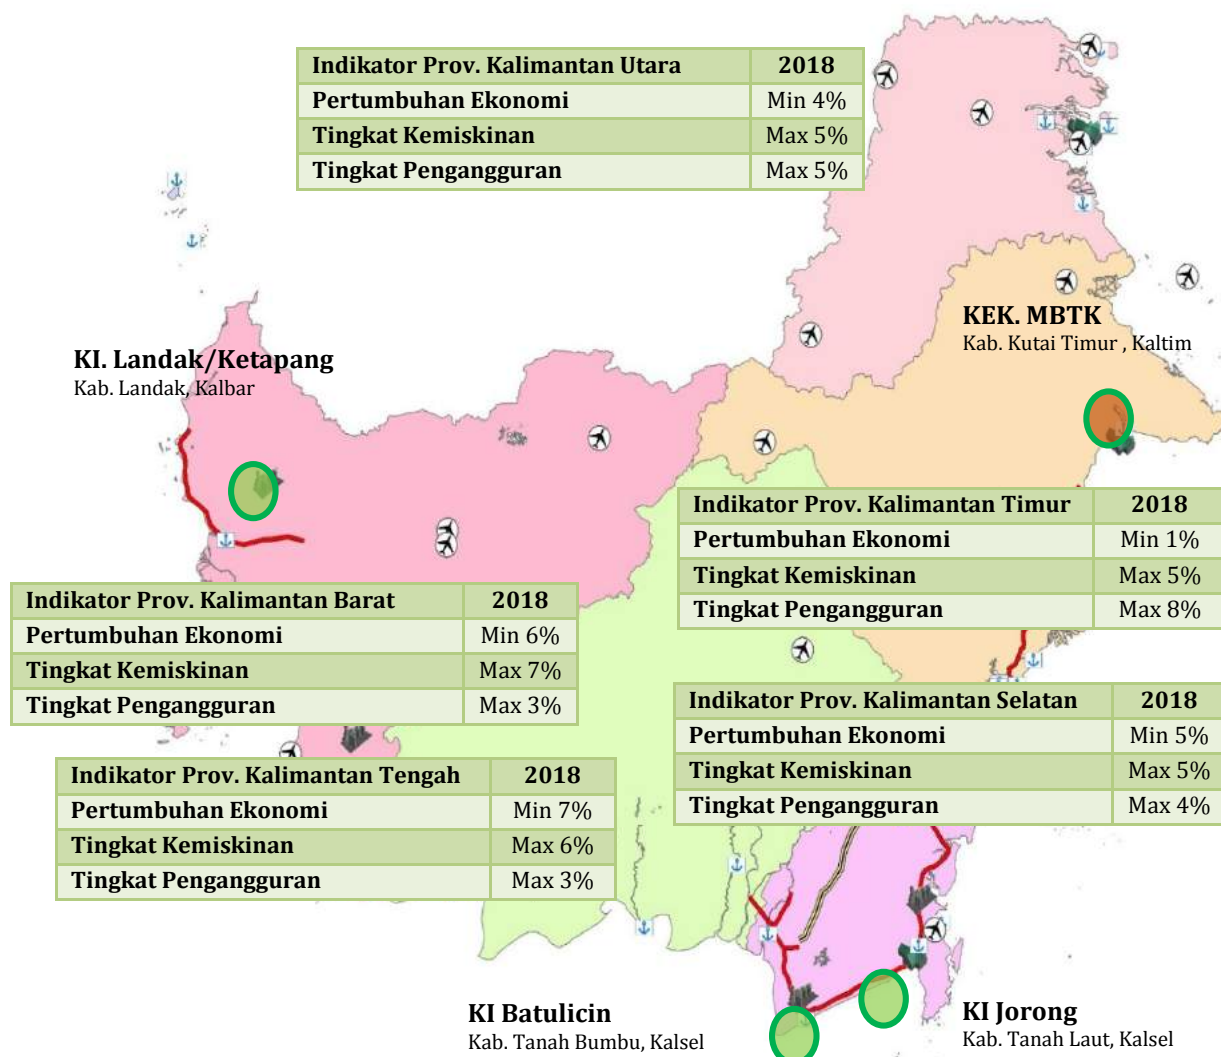 Indikator Prov. Kalimantan Utara 2018
Pertumbuhan Ekonomi Min 4%
Tingkat Kemiskinan Max 5%
Tingkat Pengangguran Max 5%
KEK. MBTK
Kab. Kutai Timur , Kaltim
KI. Landak/Ketapang
Kab. Landak, Kalbar
Indikator Prov. Kalimantan Timur 2018
Pertumbuhan Ekonomi Min 1%
Tingkat Kemiskinan Max 5%
Tingkat Pengangguran Max 8%
Indikator Prov. Kalimantan Barat 2018
Pertumbuhan Ekonomi Min 6%
Tingkat Kemiskinan Max 7%
Tingkat Pengangguran Max 3%
Indikator Prov. Kalimantan Selatan 2018
Pertumbuhan Ekonomi Min 5%
Tingkat Kemiskinan Max 5%
Tingkat Pengangguran Max 4%
Indikator Prov. Kalimantan Tengah 2018
Pertumbuhan Ekonomi Min 7%
Tingkat Kemiskinan Max 6%
Tingkat Pengangguran Max 3%
KI Batulicin
Kab. Tanah Bumbu, Kalsel
KI Jorong
Kab. Tanah Laut, Kalsel